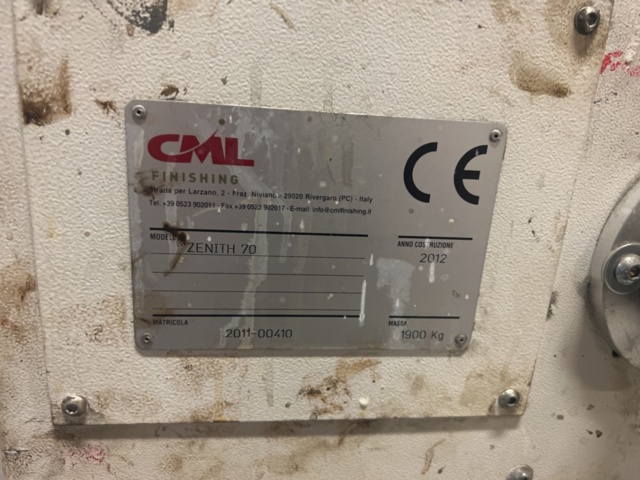 CML
FINISHING
CE
Strada per Larzano, 2 - Fraz. Niviano - 29029 Rivergaro (PC) - Italy
Tel. +39 0523 902011 - Fax +39 0523 902017 - E-mail: info@cmlfinishing.it
MODELLO
ZENITH 70
ANNO COSTRUZIONE
2012
MATRICOLA
2011-00410
MASSA
1900 Kg